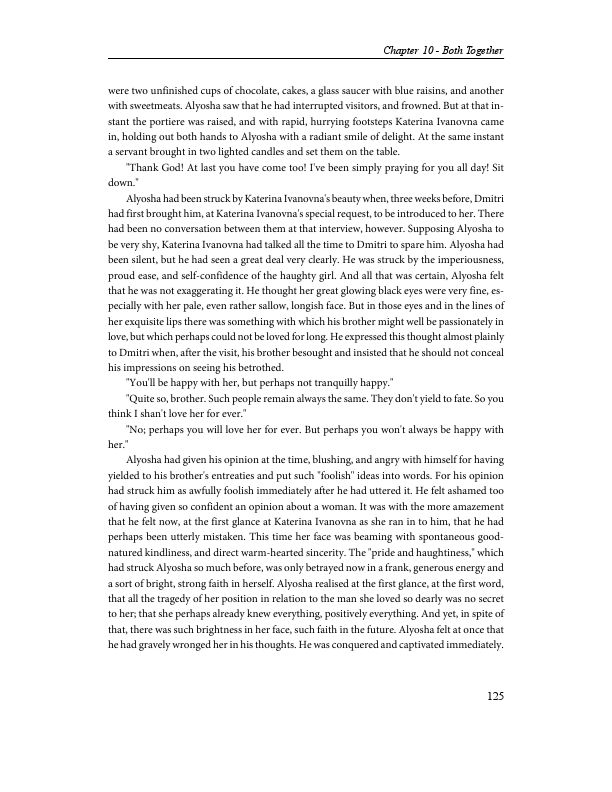 Chapter 10 - Both Together
were two unfinished cups of chocolate, cakes, a glass saucer with blue raisins, and another
with sweetmeats. Alyosha saw that he had interrupted visitors, and frowned. But at that in-
stant the portiere was raised, and with rapid, hurrying footsteps Katerina Ivanovna came
in, holding out both hands to Alyosha with a radiant smile of delight. At the same instant
a servant brought in two lighted candles and set them on the table.
"Thank God! At last you have come too! I've been simply praying for you all day! Sit
down."
Alyosha had been struck by Katerina Ivanovna's beauty when, three weeks before, Dmitri
had first brought him, at Katerina Ivanovna's special request, to be introduced to her. There
had been no conversation between them at that interview, however. Supposing Alyosha to
be very shy, Katerina Ivanovna had talked all the time to Dmitri to spare him. Alyosha had
been silent, but he had seen a great deal very clearly. He was struck by the imperiousness,
proud ease, and self-confidence of the haughty girl. And all that was certain, Alyosha felt
that he was not exaggerating it. He thought her great glowing black eyes were very fine, es-
pecially with her pale, even rather sallow, longish face. But in those eyes and in the lines of
her exquisite lips there was something with which his brother might well be passionately in
love, but which perhaps could not be loved for long. He expressed this thought almost plainly
to Dmitri when, after the visit, his brother besought and insisted that he should not conceal
his impressions on seeing his betrothed.
"You'll be happy with her, but perhaps not tranquilly happy."
"Quite so, brother. Such people remain always the same. They don't yield to fate. So you
think I shan't love her for ever."
"No; perhaps you will love her for ever. But perhaps you won't always be happy with
her."
Alyosha had given his opinion at the time, blushing, and angry with himself for having
yielded to his brother's entreaties and put such "foolish" ideas into words. For his opinion
had struck him as awfully foolish immediately after he had uttered it. He felt ashamed too
of having given so confident an opinion about a woman. It was with the more amazement
that he felt now, at the first glance at Katerina Ivanovna as she ran in to him, that he had
perhaps been utterly mistaken. This time her face was beaming with spontaneous good-
natured kindliness, and direct warm-hearted sincerity. The "pride and haughtiness," which
had struck Alyosha so much before, was only betrayed now in a frank, generous energy and
a sort of bright, strong faith in herself. Alyosha realised at the first glance, at the first word,
that all the tragedy of her position in relation to the man she loved so dearly was no secret
to her; that she perhaps already knew everything, positively everything. And yet, in spite of
that, there was such brightness in her face, such faith in the future. Alyosha felt at once that
he had gravely wronged her in his thoughts. He was conquered and captivated immediately.
125